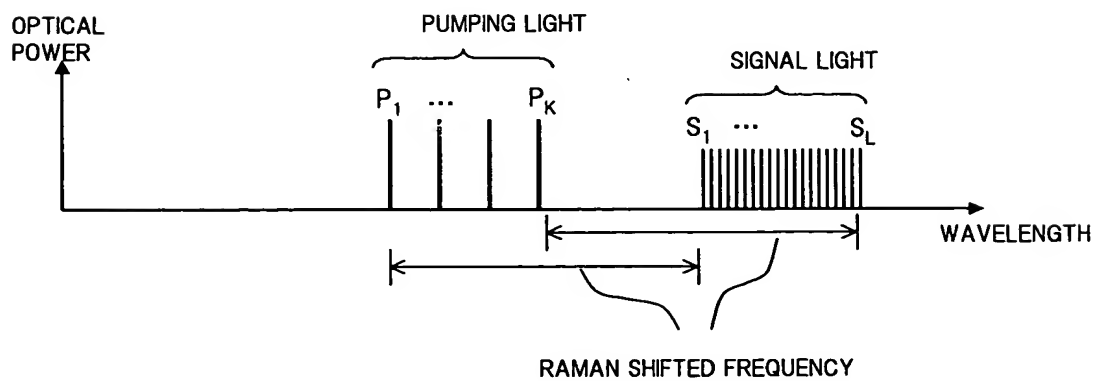 OPTICAL
POWER
PUMPING LIGHT
SIGNAL LIGHT
P1 ... PK
S1 ... SL
WAVELENGTH
RAMAN SHIFTED FREQUENCY